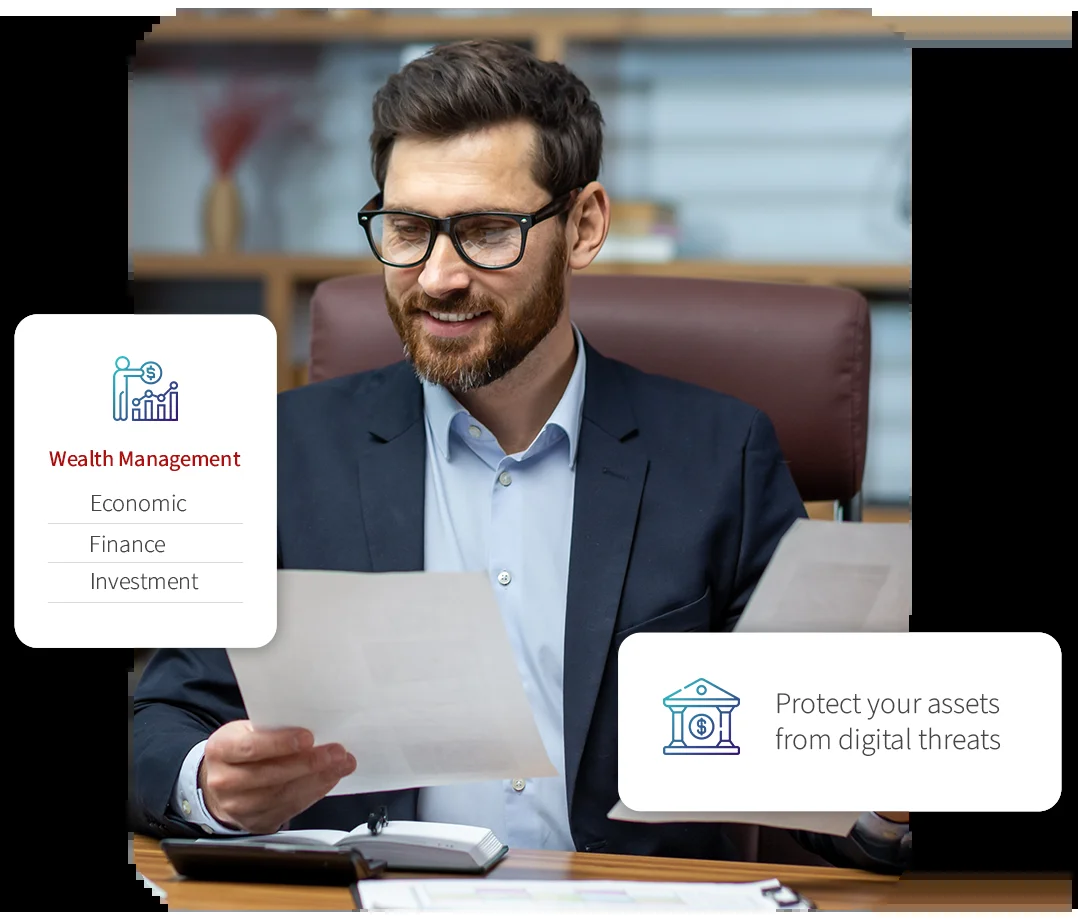 Wealth Management
Economic
Finance
Investment
Protect your assets
from digital threats